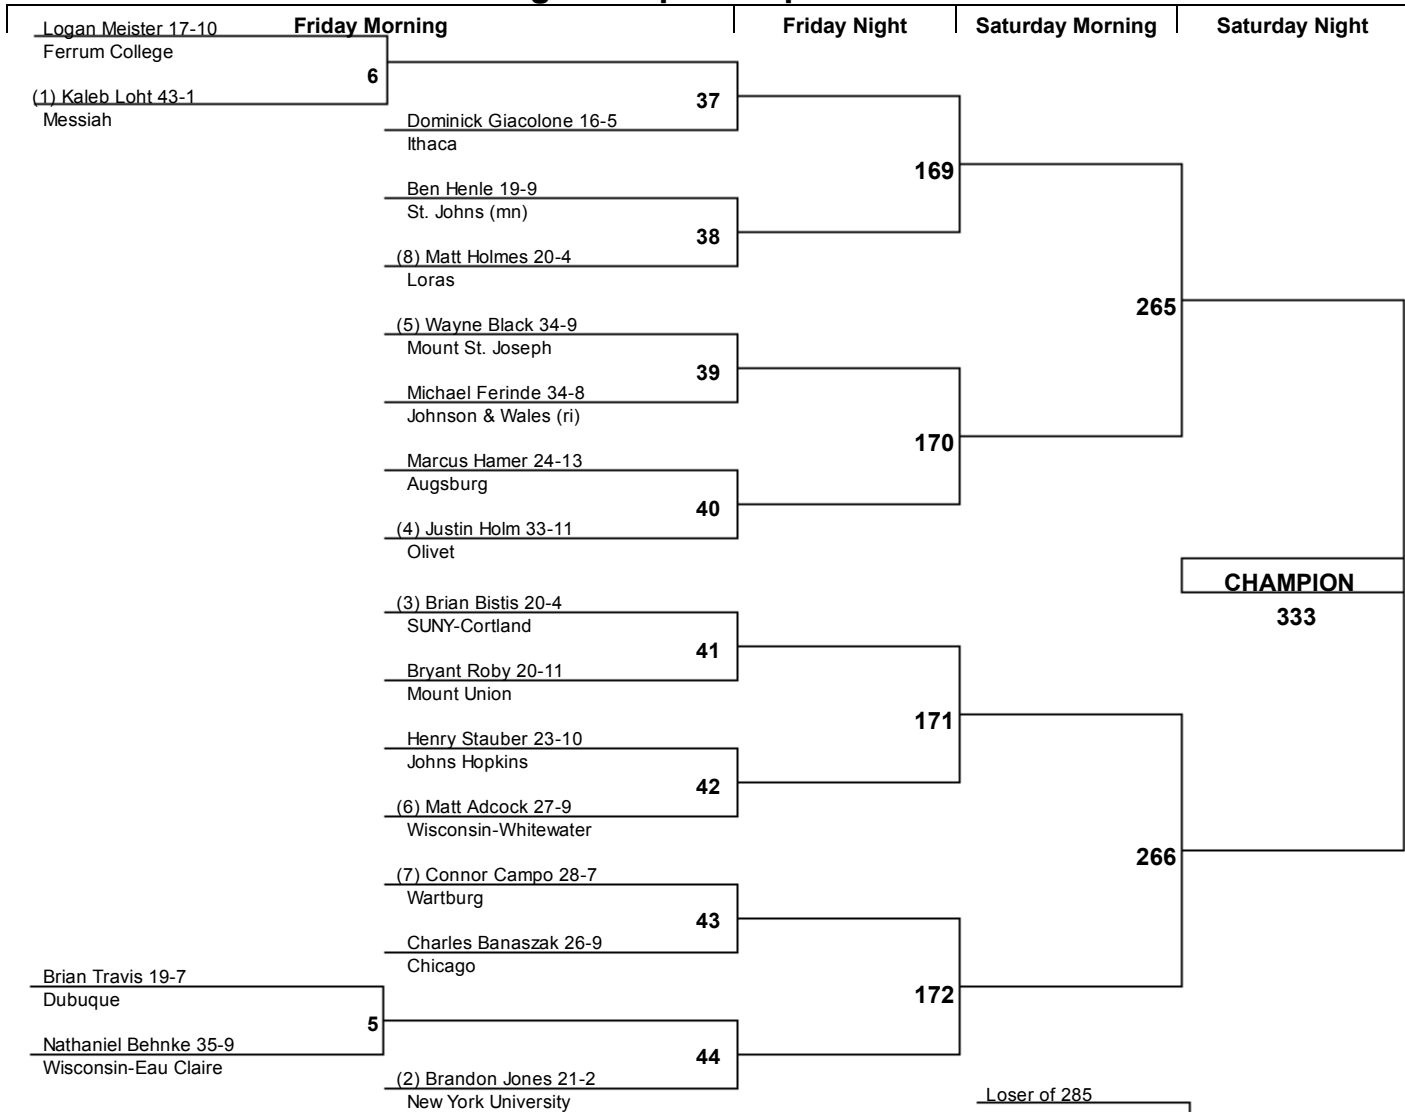 Friday Morning
Friday Night
Saturday Morning
Saturday Night
Logan Meister 17-10
Ferrum College
6
(1) Kaleb Loht 43-1
Messiah
37
Dominick Giacolone 16-5
Ithaca
169
Ben Henle 19-9
St. Johns (mn)
38
(8) Matt Holmes 20-4
Loras
265
(5) Wayne Black 34-9
Mount St. Joseph
39
Michael Ferinde 34-8
Johnson & Wales (ri)
170
Marcus Hamer 24-13
Augsburg
40
(4) Justin Holm 33-11
Olivet
CHAMPION
333
(3) Brian Bistis 20-4
SUNY-Cortland
41
Bryant Roby 20-11
Mount Union
171
Henry Stauber 23-10
Johns Hopkins
42
(6) Matt Adcock 27-9
Wisconsin-Whitewater
266
(7) Connor Campo 28-7
Wartburg
43
Charles Banaszak 26-9
Chicago
172
Brian Travis 19-7
Dubuque
5
Nathaniel Behnke 35-9
Wisconsin-Eau Claire
44
(2) Brandon Jones 21-2
New York University
Loser of 285